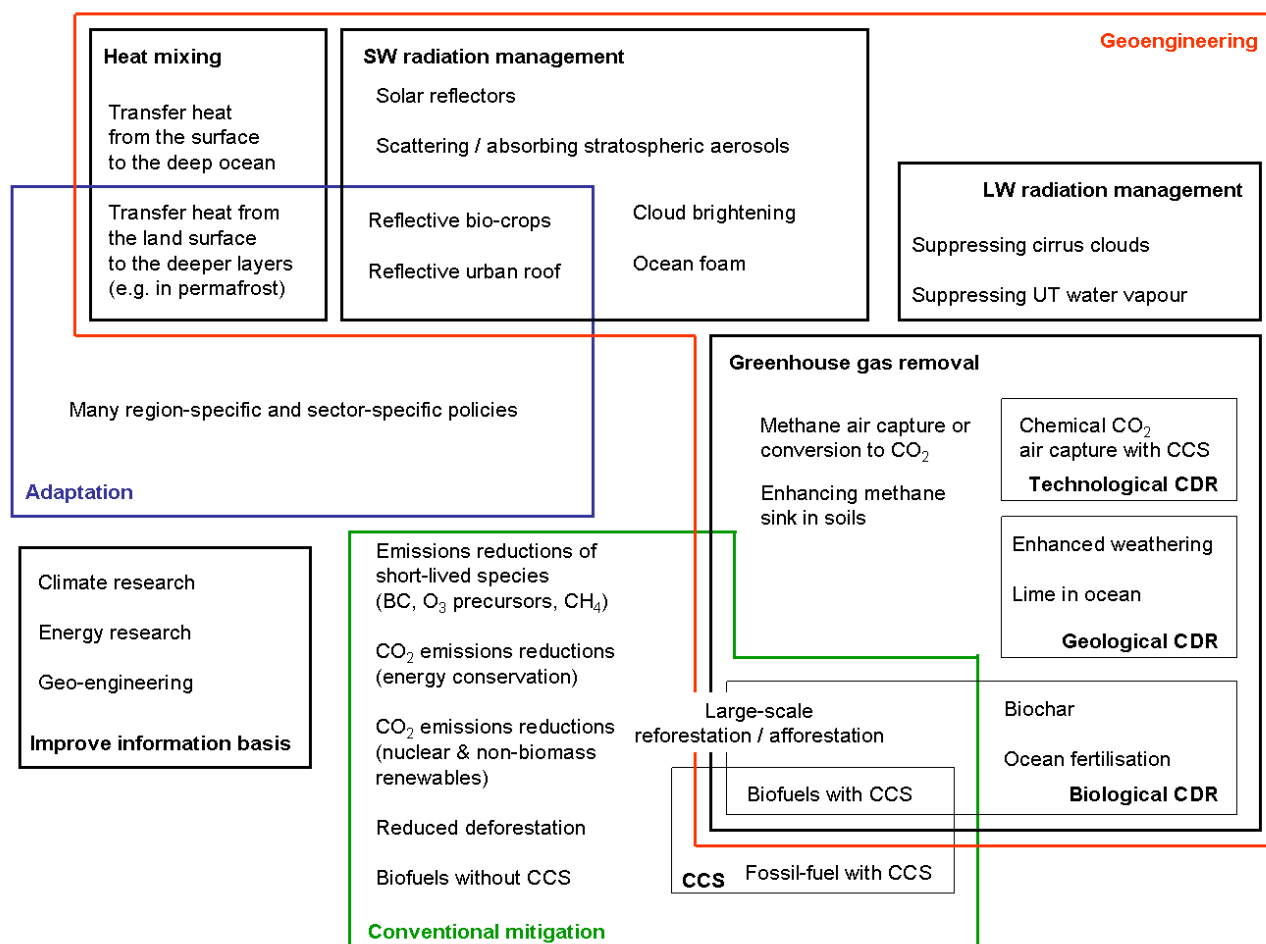 Geoengineering
Heat mixing
Transfer heat
from the surface
to the deep ocean
Transfer heat from
the land surface
to the deeper layers
(e.g. in permafrost)
SW radiation management
Solar reflectors
Scattering / absorbing stratospheric aerosols
Reflective bio-crops
Reflective urban roof
Cloud brightening
Ocean foam
LW radiation management
Suppressing cirrus clouds
Suppressing UT water vapour
Many region-specific and sector-specific policies
Adaptation
Greenhouse gas removal
Methane air capture or
conversion to CO₂
Enhancing methane
sink in soils
Chemical CO₂
air capture with CCS
Technological CDR
Enhanced weathering
Lime in ocean
Geological CDR
Climate research
Energy research
Geo-engineering
Improve information basis
Emissions reductions of
short-lived species
(BC, O₃ precursors, CH₄)
CO₂ emissions reductions
(energy conservation)
CO₂ emissions reductions
(nuclear & non-biomass
renewables)
Reduced deforestation
Biofuels without CCS
Conventional mitigation
Large-scale
reforestation / afforestation
Biochar
Ocean fertilisation
Biological CDR
Biofuels with CCS
CCS
Fossil-fuel with CCS